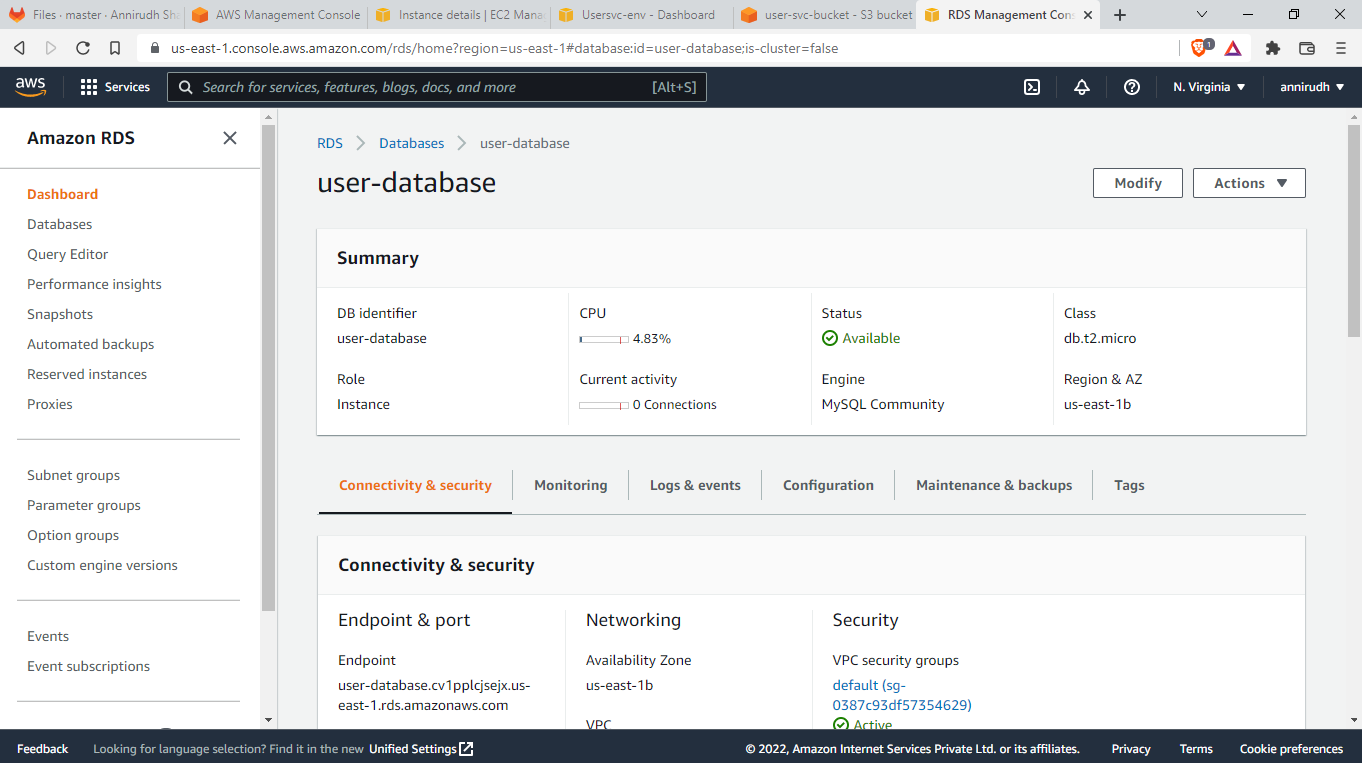 Files · master · Annirudh Sha
AWS Management Console
Instance details | EC2 Mana
Usersvc-env - Dashboard
user-svc-bucket - S3 bucket
RDS Management Cons
us-east-1.console.aws.amazon.com/rds/home?region=us-east-1#database:id=user-database;is-cluster=false
1
aws
Services
Search for services, features, blogs, docs, and more
[Alt+S]
N. Virginia
annirudh
Amazon RDS
Dashboard
Databases
Query Editor
Performance insights
Snapshots
Automated backups
Reserved instances
Proxies
Subnet groups
Parameter groups
Option groups
Custom engine versions
Events
Event subscriptions
RDS
Databases
user-database
user-database
Modify
Actions
Summary
DB identifier
user-database
CPU
4.83%
Status
Available
Class
db.t2.micro
Role
Instance
Current activity
0 Connections
Engine
MySQL Community
Region & AZ
us-east-1b
Connectivity & security
Monitoring
Logs & events
Configuration
Maintenance & backups
Tags
Connectivity & security
Endpoint & port
Endpoint
user-database.cv1pplcjsejx.us-
east-1.rds.amazonaws.com
Networking
Availability Zone
us-east-1b
VPC
Security
VPC security groups
default (sg-
0387c93df57354629)
Active
Feedback
Looking for language selection? Find it in the new Unified Settings
© 2022, Amazon Internet Services Private Ltd. or its affiliates.
Privacy
Terms
Cookie preferences